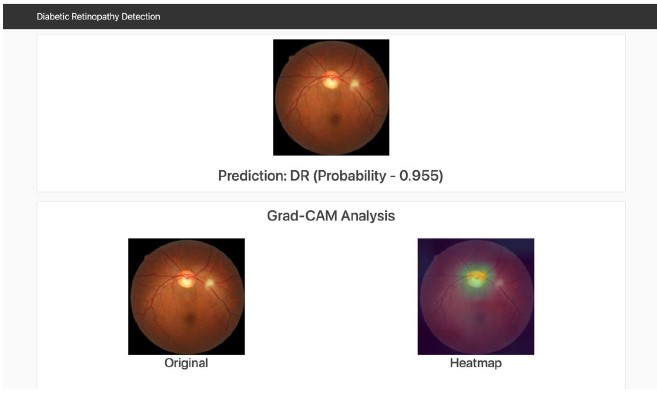 Diabetic Retinopathy Detection
Prediction: DR (Probability - 0.955)
Grad-CAM Analysis
Original
Heatmap